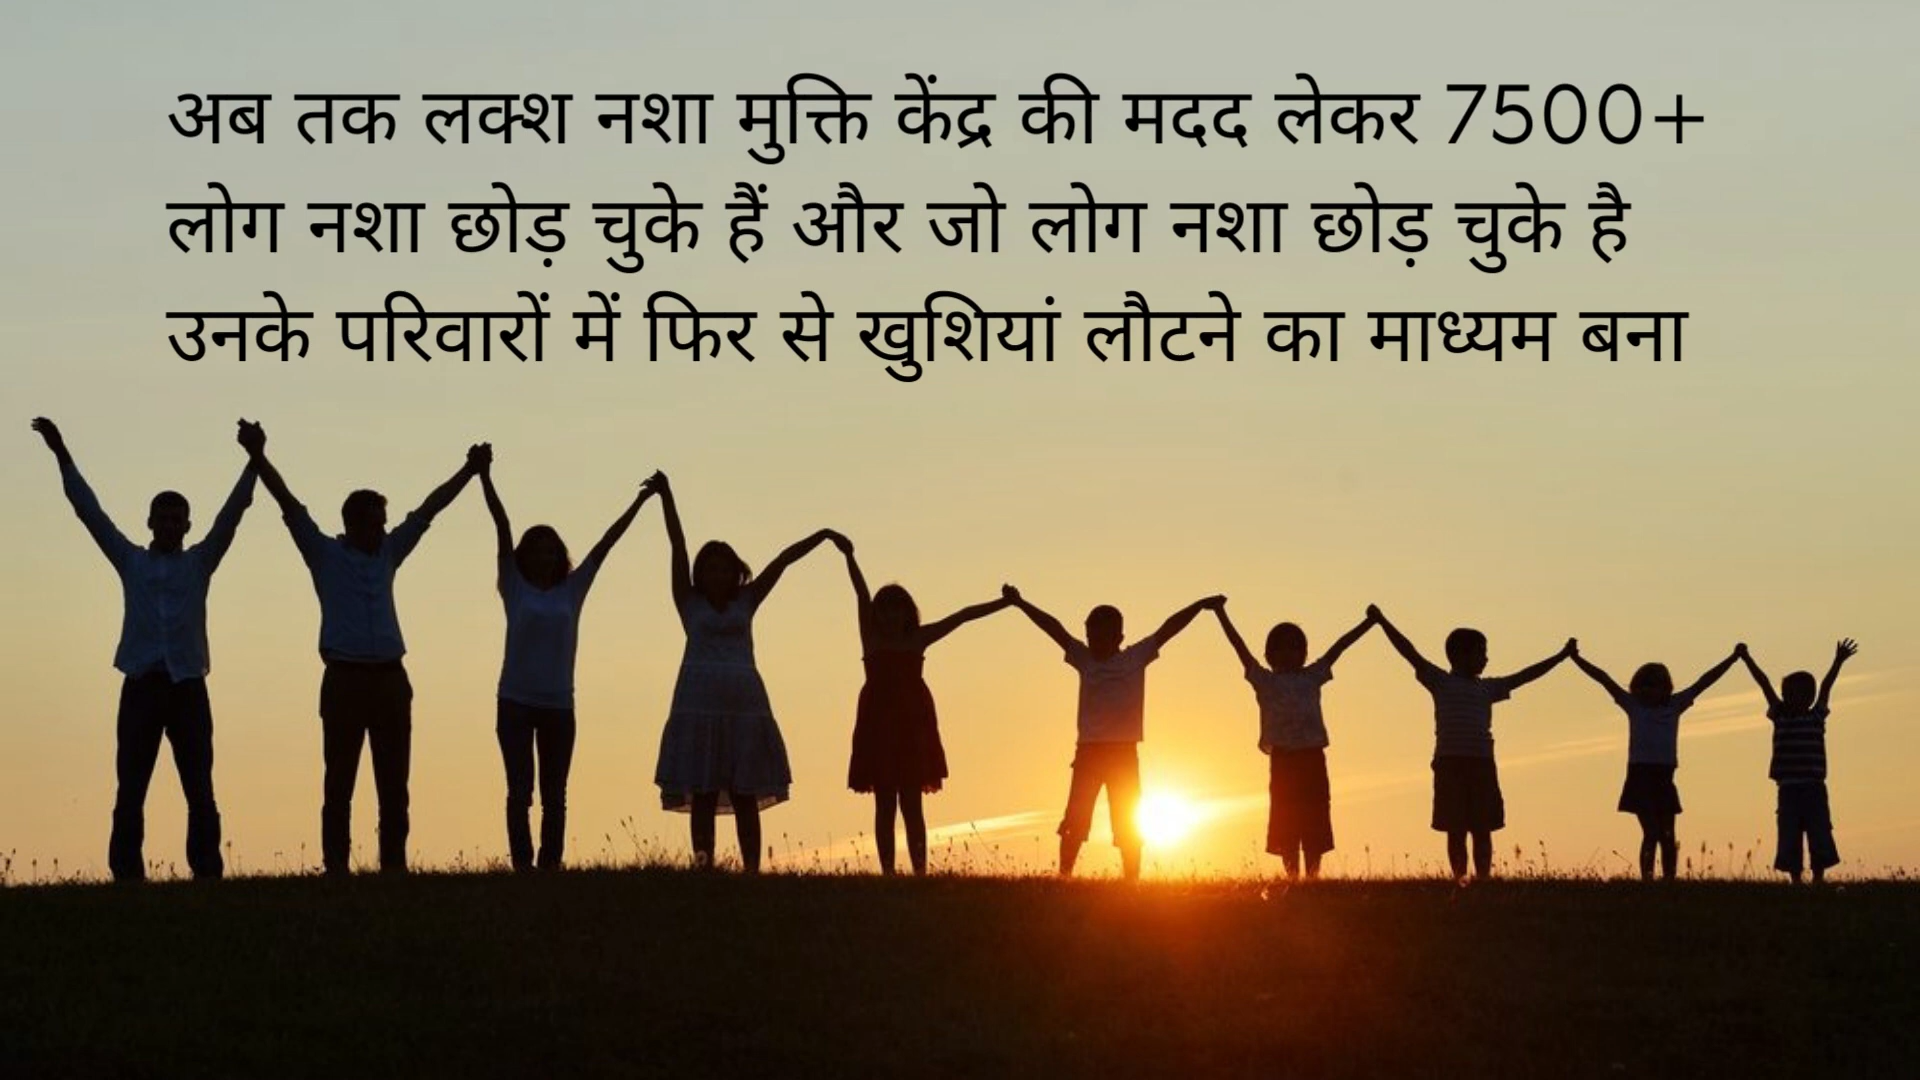 अब तक लक्श नशा मुक्ति केंद्र की मदद लेकर 7500+
लोग नशा छोड़ चुके हैं और जो लोग नशा छोड़ चुके है
उनके परिवारों में फिर से खुशियां लौटने का माध्यम बना